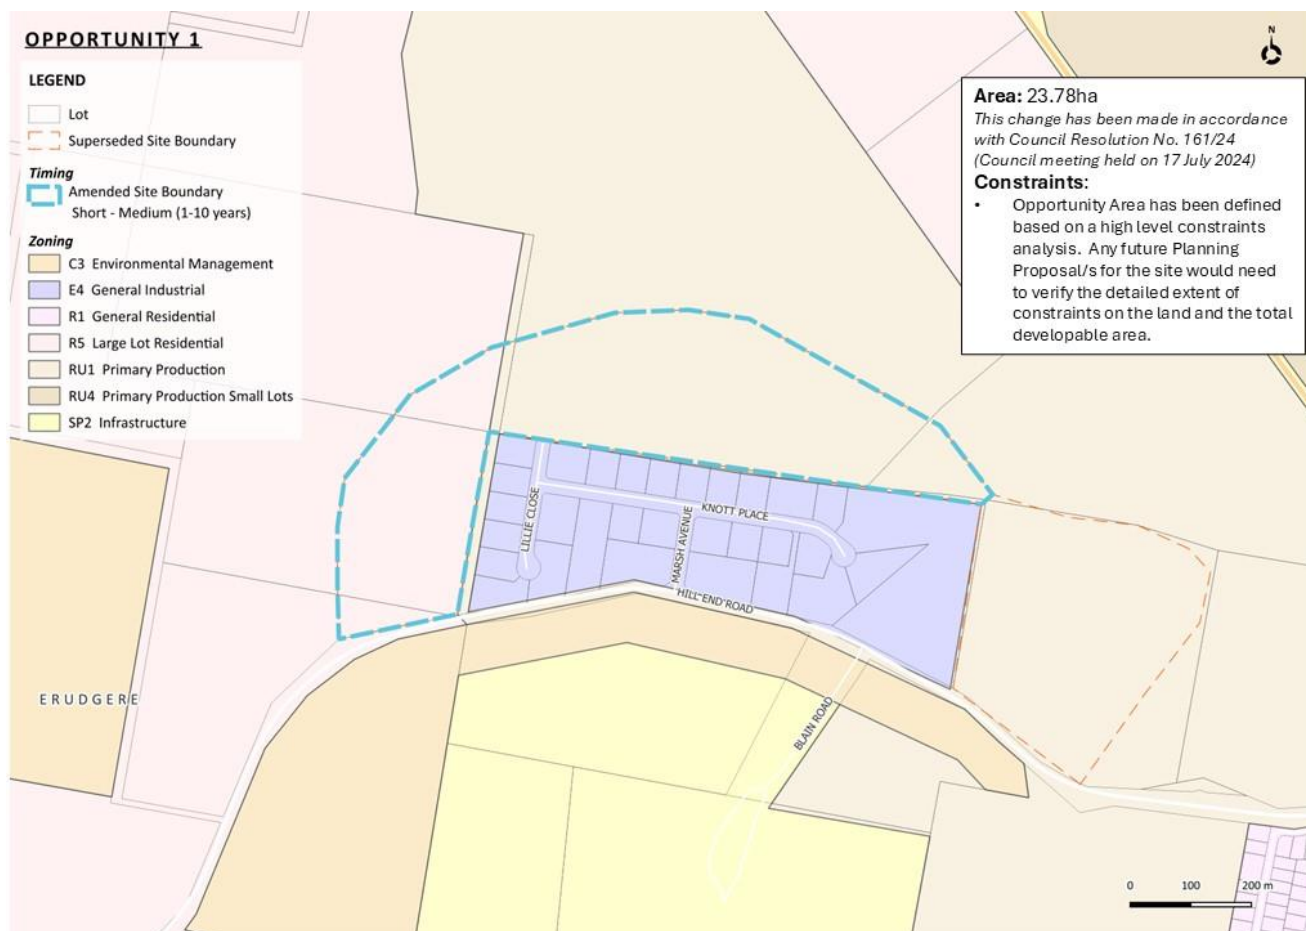 OPPORTUNITY 1
LEGEND
Lot
Superseded Site Boundary
Timing
Amended Site Boundary
Short - Medium (1-10 years)
Zoning
C3 Environmental Management
E4 General Industrial
R1 General Residential
R5 Large Lot Residential
RU1 Primary Production
RU4 Primary Production Small Lots
SP2 Infrastructure
N
Area: 23.78ha
This change has been made in accordance
with Council Resolution No. 161/24
(Council meeting held on 17 July 2024)
Constraints:
• Opportunity Area has been defined
based on a high level constraints
analysis. Any future Planning
Proposal/s for the site would need
to verify the detailed extent of
constraints on the land and the total
developable area.
LILLIE CLOSE
KNOTT PLACE
MARSH AVENUE
HILL END ROAD
BLAIN ROAD
ERUDGERE
0 100 200 m